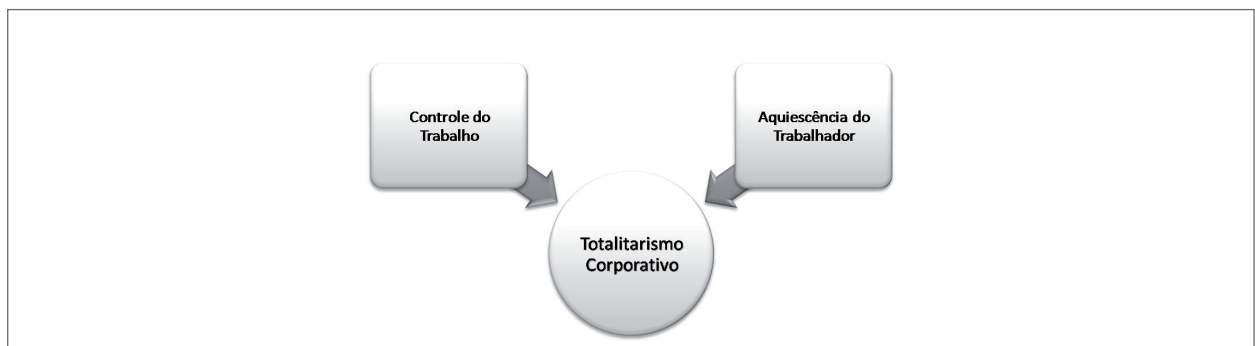 Controle do
Trabalho
Aquiescência do
Trabalhador
Totalitarismo
Corporativo